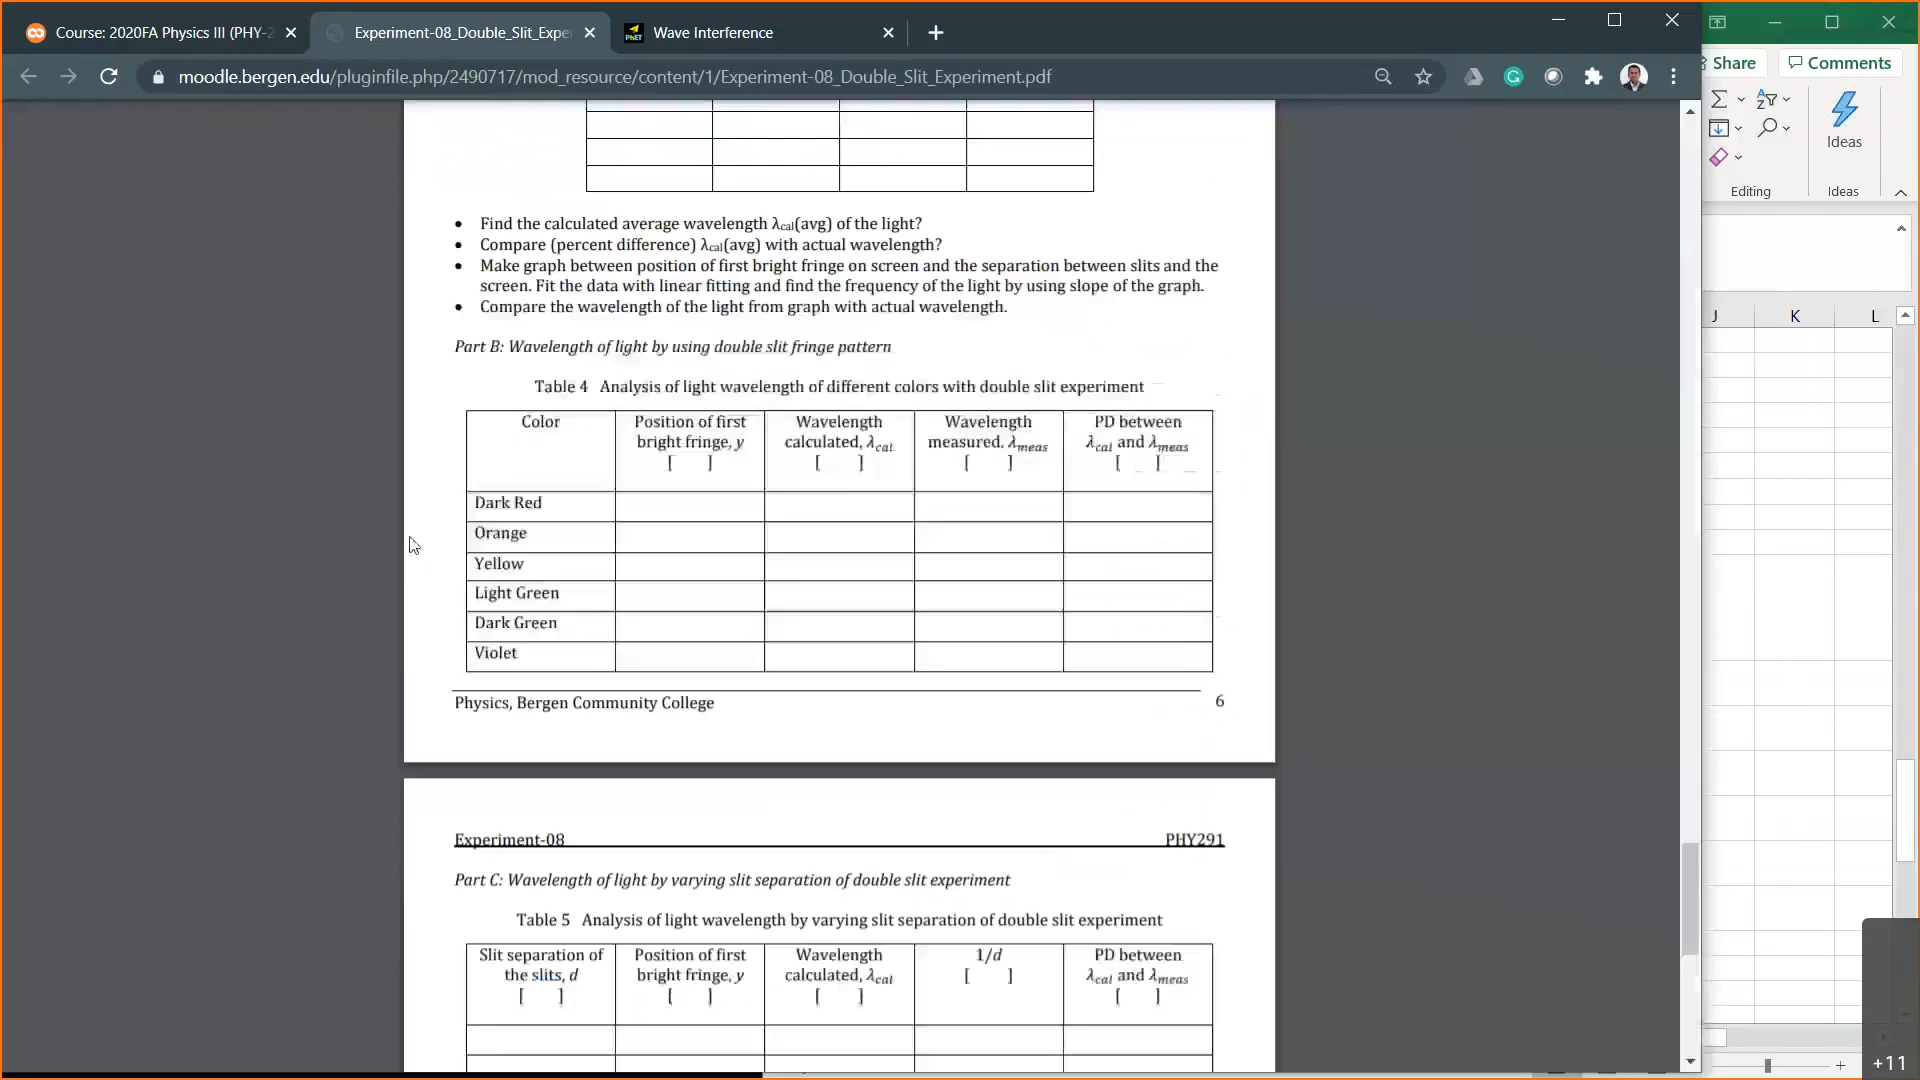 Course: 2020FA Physics III (PHY-2
Experiment-08_Double_Slit_Expe
PhET
Wave Interference
moodle.bergen.edu/pluginfile.php/2490717/mod_resource/content/1/Experiment-08_Double_Slit_Experiment.pdf
Share
Comments
Ideas
Editing
Ideas
J K L
• Find the calculated average wavelength λcal(avg) of the light?
• Compare (percent difference) λcal(avg) with actual wavelength?
• Make graph between position of first bright fringe on screen and the separation between slits and the
screen. Fit the data with linear fitting and find the frequency of the light by using slope of the graph.
• Compare the wavelength of the light from graph with actual wavelength.
Part B: Wavelength of light by using double slit fringe pattern
Table 4 Analysis of light wavelength of different colors with double slit experiment
Color
Position of first
bright fringe, y
[ ]
Wavelength
calculated, λcal
[ ]
Wavelength
measured, λmeas
[ ]
PD between
λcal and λmeas
[ ]
Dark Red
Orange
Yellow
Light Green
Dark Green
Violet
Physics, Bergen Community College 6
Experiment-08 PHY291
Part C: Wavelength of light by varying slit separation of double slit experiment
Table 5 Analysis of light wavelength by varying slit separation of double slit experiment
Slit separation of
the slits, d
[ ]
Position of first
bright fringe, y
[ ]
Wavelength
calculated, λcal
[ ]
1/d
[ ]
PD between
λcal and λmeas
[ ]
+11